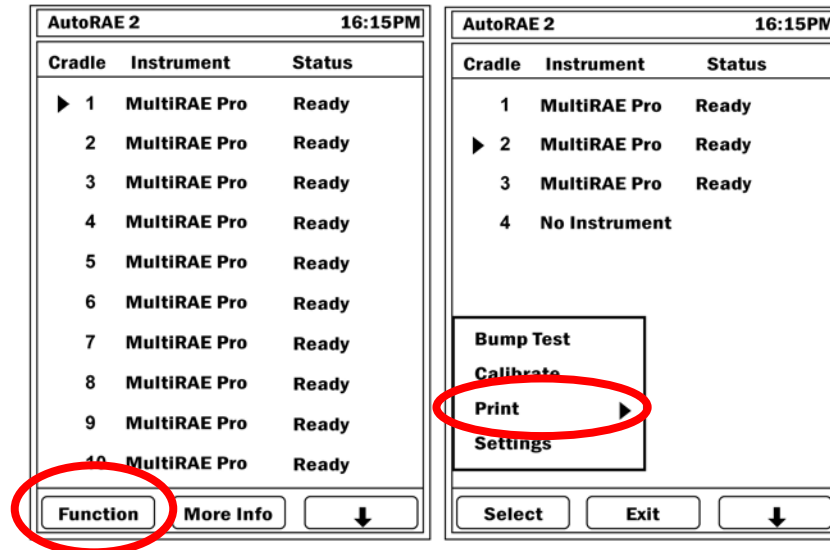 AutoRAE 2 16:15PM
Cradle Instrument Status
1 MultiRAE Pro Ready
2 MultiRAE Pro Ready
3 MultiRAE Pro Ready
4 MultiRAE Pro Ready
5 MultiRAE Pro Ready
6 MultiRAE Pro Ready
7 MultiRAE Pro Ready
8 MultiRAE Pro Ready
9 MultiRAE Pro Ready
10 MultiRAE Pro Ready
Function More Info
AutoRAE 2 16:15PM
Cradle Instrument Status
1 MultiRAE Pro Ready
2 MultiRAE Pro Ready
3 MultiRAE Pro Ready
4 No Instrument
Bump Test
Calibrate
Print
Settings
Select Exit